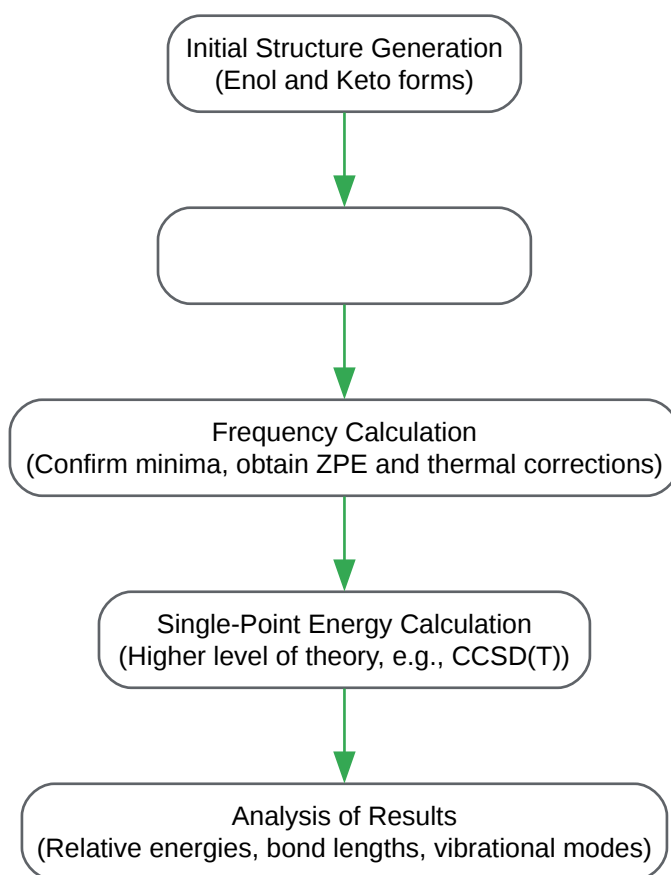 Initial Structure Generation
(Enol and Keto forms)
Frequency Calculation
(Confirm minima, obtain ZPE and thermal corrections)
Single-Point Energy Calculation
(Higher level of theory, e.g., CCSD(T))
Analysis of Results
(Relative energies, bond lengths, vibrational modes)